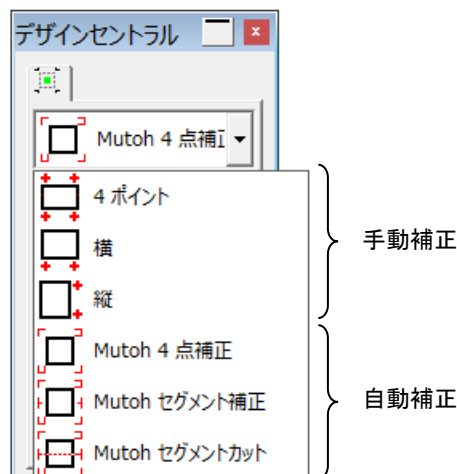 デザインセントラル
Mutoh 4 点補正
4 ポイント
横
縦
手動補正
Mutoh 4 点補正
Mutoh セグメント補正
Mutoh セグメントカット
自動補正